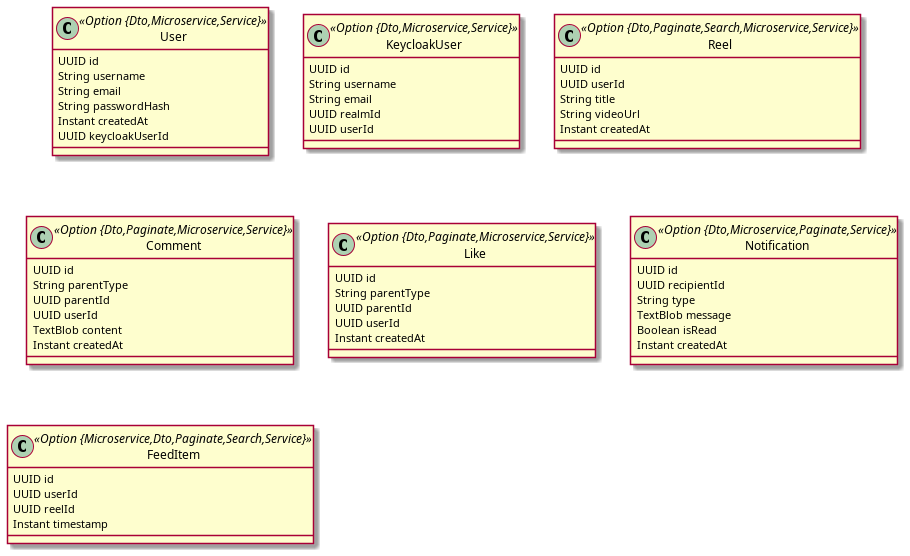 «Option {Dto,Microservice,Service}»
C
User
UUID id
String username
String email
String passwordHash
Instant createdAt
UUID keycloakUserId
«Option {Dto,Microservice,Service}»
C
KeycloakUser
UUID id
String username
String email
UUID realmId
UUID userId
«Option {Dto,Paginate,Search,Microservice,Service}»
C
Reel
UUID id
UUID userId
String title
String videoUrl
Instant createdAt
«Option {Dto,Paginate,Microservice,Service}»
C
Comment
UUID id
String parentType
UUID parentId
UUID userId
TextBlob content
Instant createdAt
«Option {Dto,Paginate,Microservice,Service}»
C
Like
UUID id
String parentType
UUID parentId
UUID userId
Instant createdAt
«Option {Dto,Microservice,Paginate,Service}»
C
Notification
UUID id
UUID recipientId
String type
TextBlob message
Boolean isRead
Instant createdAt
«Option {Microservice,Dto,Paginate,Search,Service}»
C
FeedItem
UUID id
UUID userId
UUID reelId
Instant timestamp